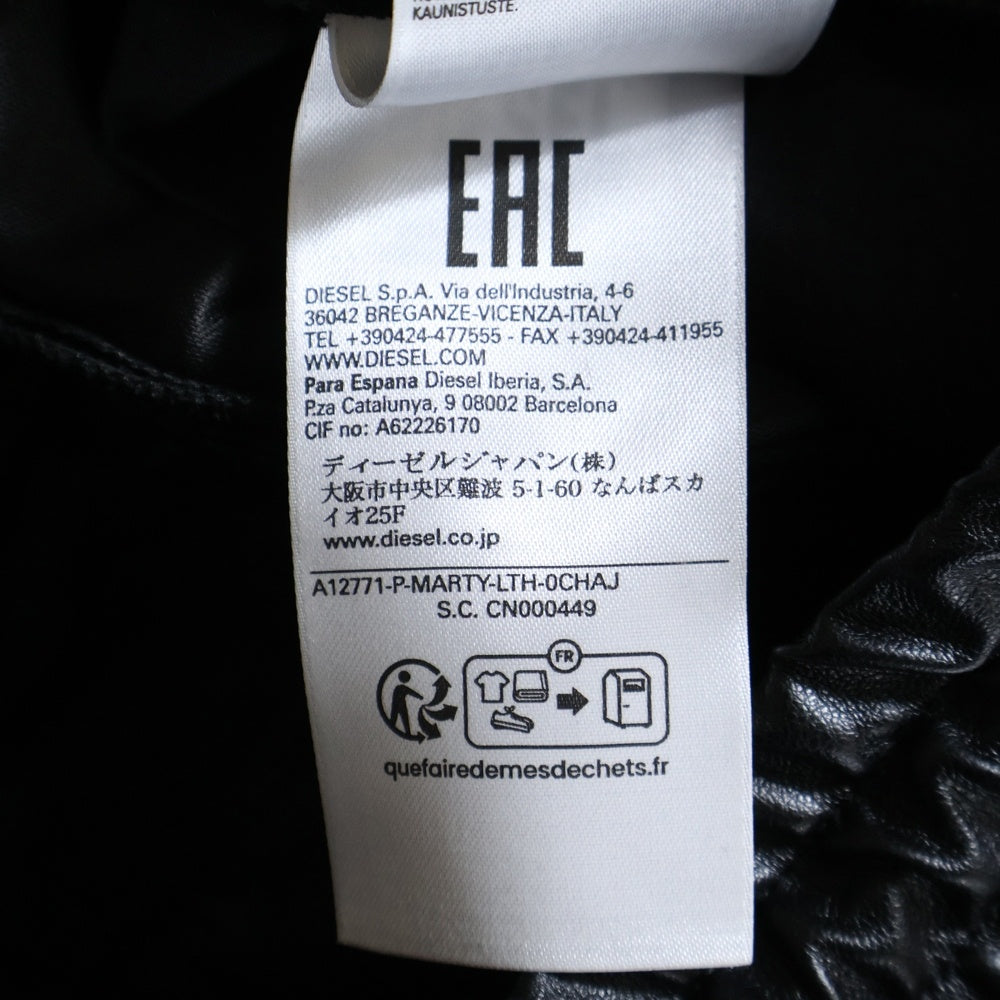 KAUNISTUSTE.
EAC
DIESEL S.p.A. Via dell'Industria, 4-6
36042 BREGANZE-VICENZA-ITALY
TEL +390424-477555 - FAX +390424-411955
WWW.DIESEL.COM
Para Espana Diesel Iberia, S.A.
P.za Catalunya, 9 08002 Barcelona
CIF no: A62226170
ディーゼルジャパン(株)
大阪市中央区難波 5-1-60 なんばスカ
イオ25F
www.diesel.co.jp
A12771-P-MARTY-LTH-0CHAJ
S.C. CN000449
FR
quefairedemesdechets.fr